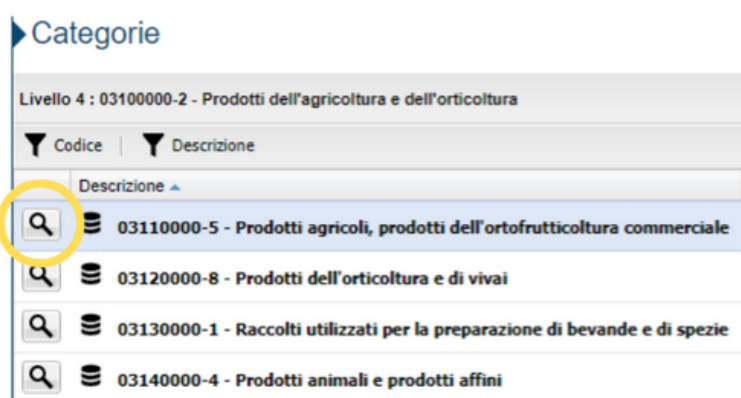 Categorie
Livello 4 : 03100000-2 - Prodotti dell'agricoltura e dell'orticoltura
Codice Descrizione
Descrizione
03110000-5 - Prodotti agricoli, prodotti dell'ortofrutticoltura commerciale
03120000-8 - Prodotti dell'orticoltura e di vivai
03130000-1 - Raccolti utilizzati per la preparazione di bevande e di spezie
03140000-4 - Prodotti animali e prodotti affini